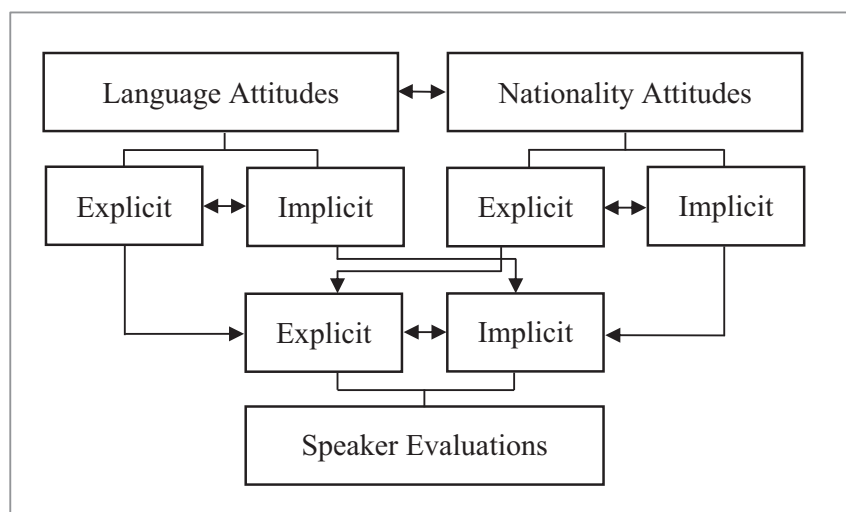 Language Attitudes
Nationality Attitudes
Explicit
Implicit
Explicit
Implicit
Explicit
Implicit
Speaker Evaluations